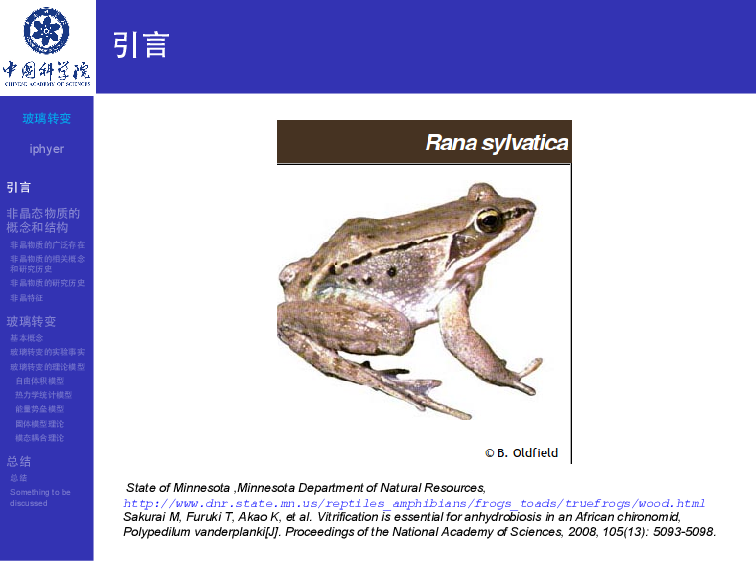 中国科学院
CHINESE ACADEMY OF SCIENCES
引言
玻璃转变
iphyer
引言
非晶态物质的
概念和结构
非晶物质的广泛存在
非晶物质的相关概念
和研究历史
非晶物质的研究历史
非晶特征
玻璃转变
基本概念
玻璃转变的实验事实
玻璃转变的理论模型
自由体积模型
热力学统计模型
能量势垒模型
固体模型理论
模态耦合理论
总结
总结
Something to be
discussed
Rana sylvatica
© B. Oldfield
State of Minnesota ,Minnesota Department of Natural Resources,
http://www.dnr.state.mn.us/reptiles_amphibians/frogs_toads/truefrogs/wood.html
Sakurai M, Furuki T, Akao K, et al. Vitrification is essential for anhydrobiosis in an African chironomid,
Polypedilum vanderplanki[J]. Proceedings of the National Academy of Sciences, 2008, 105(13): 5093-5098.